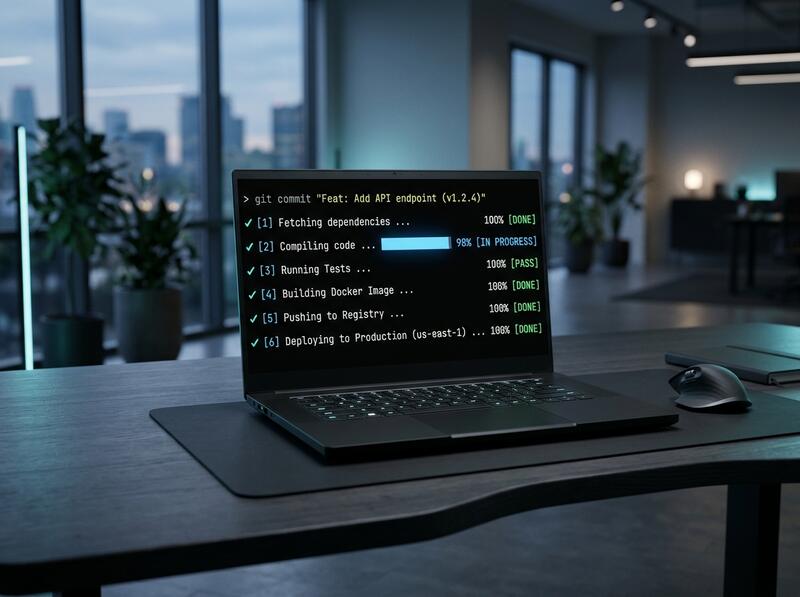 > git commit "Feat: Add API endpoint (v1.2.4)"
✓ [1] Fetching dependencies ... 100% [DONE]
✓ [2] Compiling code ... 98% [IN PROGRESS]
✓ [3] Running Tests ... 100% [PASS]
✓ [4] Building Docker Image ... 100% [DONE]
✓ [5] Pushing to Registry ... 100% [DONE]
✓ [6] Deploying to Production (us-east-1) ... 100% [DONE]